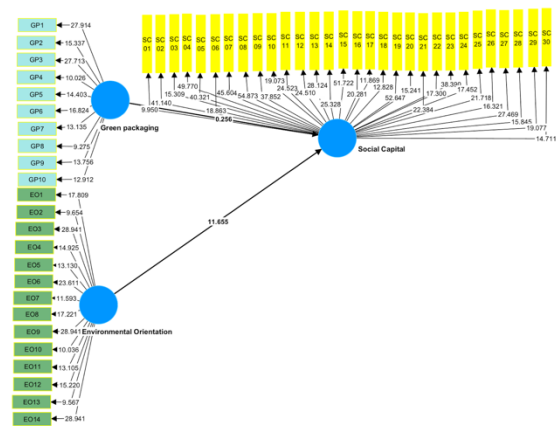 SC 01
SC 02
SC 03
SC 04
SC 05
SC 06
SC 07
SC 08
SC 09
SC 10
SC 11
SC 12
SC 13
SC 14
SC 15
SC 16
SC 17
SC 18
SC 19
SC 20
SC 21
SC 22
SC 23
SC 24
SC 25
SC 26
SC 27
SC 28
SC 29
SC 30
GP1
27.914
GP2
15.337
GP3
27.713
GP4
10.026
GP5
14.403
GP6
16.824
GP7
13.135
GP8
9.275
GP9
13.756
GP10
12.912
Green packaging
9.950
41.140
15.309
49.770
40.321
18.863
45.604
54.873
37.852
19.073
24.523
24.510
25.328
28.124
51.722
20.281
11.869
12.828
52.647
15.241
22.384
17.300
38.390
17.452
21.718
16.321
27.469
15.845
19.077
14.711
0.256
Social Capital
11.655
EO1
17.809
EO2
9.654
EO3
28.941
EO4
14.925
EO5
13.130
EO6
23.611
EO7
11.593
EO8
17.221
EO9
28.941
EO10
10.036
EO11
13.105
EO12
15.220
EO13
9.567
EO14
28.941
Environmental Orientation